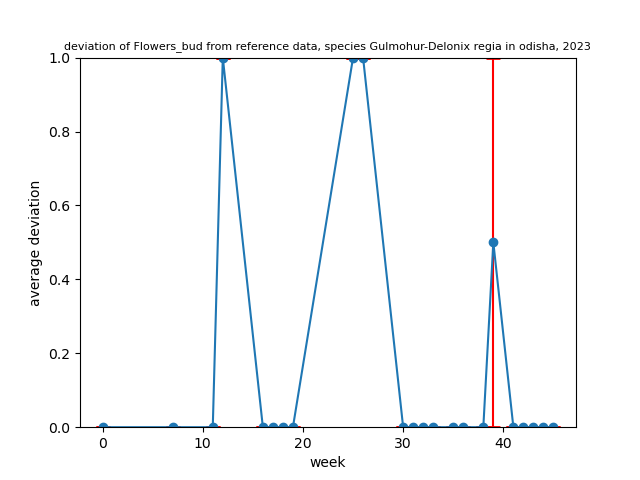 deviation of Flowers_bud from reference data, species Gulmohur-Delonix regia in odisha, 2023
1.0
0.8
0.6
0.4
0.2
0.0
average deviation
0 10 20 30 40
week